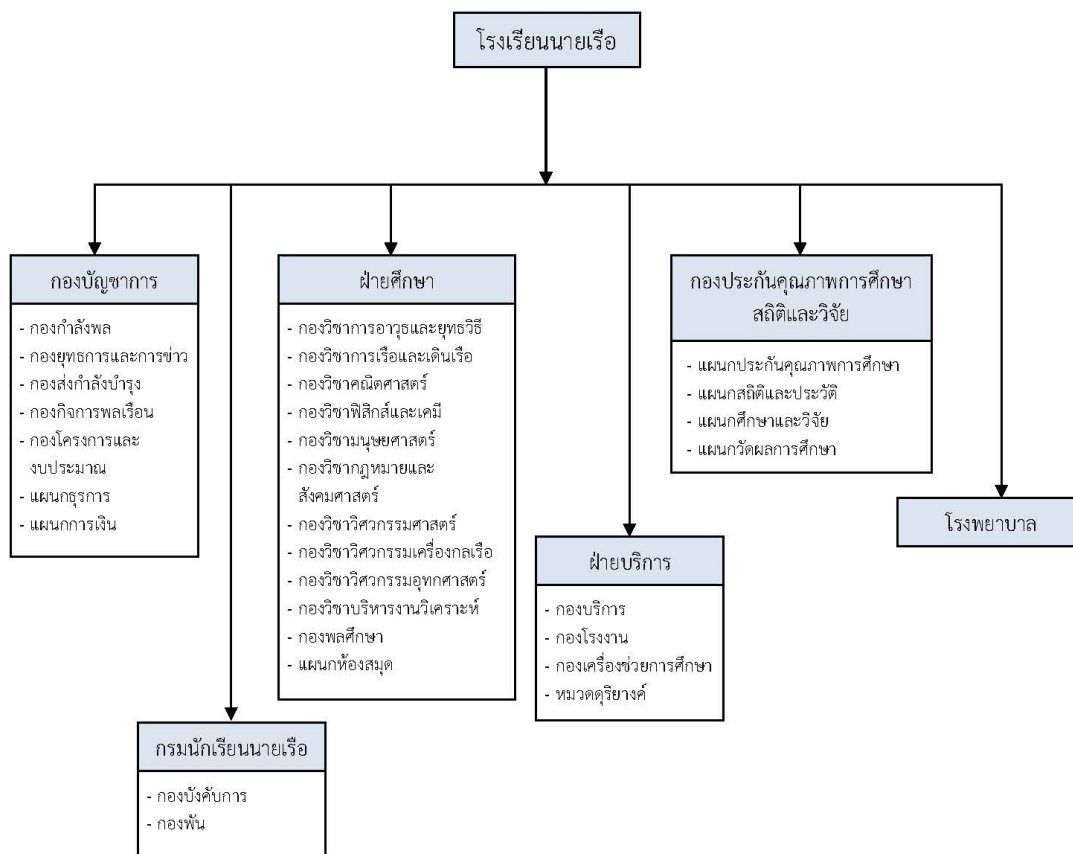 โรงเรียนนายเรือ
กองบัญชาการ
- กองกำลังพล
- กองยุทธการและการข่าว
- กองส่งกำลังบำรุง
- กองกิจการพลเรือน
- กองโครงการและ
งบประมาณ
- แผนกธุรการ
- แผนกการเงิน
กรมนักเรียนนายเรือ
- กองบังคับการ
- กองพัน
ฝ่ายศึกษา
- กองวิชาการอาวุธและยุทธวิธี
- กองวิชาการเรือและเดินเรือ
- กองวิชาคณิตศาสตร์
- กองวิชาฟิสิกส์และเคมี
- กองวิชามนุษยศาสตร์
- กองวิชากฎหมายและ
สังคมศาสตร์
- กองวิชาวิศวกรรมศาสตร์
- กองวิชาวิศวกรรมเครื่องกลเรือ
- กองวิชาวิศวกรรมอุทกศาสตร์
- กองวิชาบริหารงานวิเคราะห์
- กองพลศึกษา
- แผนกห้องสมุด
ฝ่ายบริการ
- กองบริการ
- กองโรงงาน
- กองเครื่องช่วยการศึกษา
- หมวดดุริยางค์
กองประกันคุณภาพการศึกษา
สถิติและวิจัย
- แผนกประกันคุณภาพการศึกษา
- แผนกสถิติและประวัติ
- แผนกศึกษาและวิจัย
- แผนกวัดผลการศึกษา
โรงพยาบาล